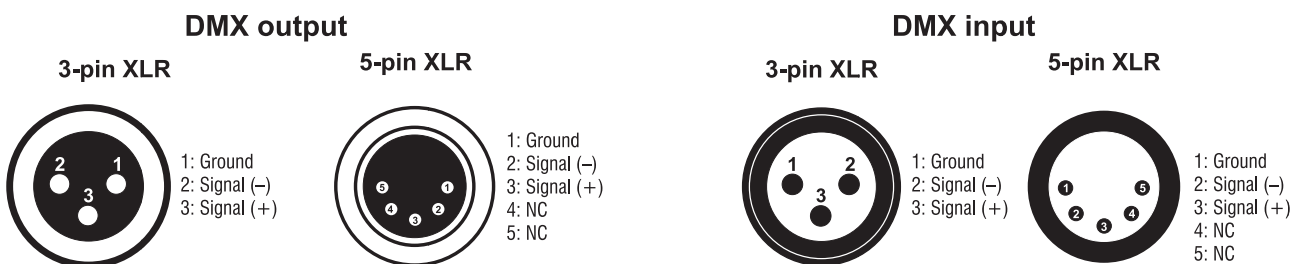 DMX output
3-pin XLR
2 1
3
1: Ground
2: Signal (–)
3: Signal (+)
5-pin XLR
5 1
4 2
3
1: Ground
2: Signal (–)
3: Signal (+)
4: NC
5: NC
DMX input
3-pin XLR
1 2
3
1: Ground
2: Signal (–)
3: Signal (+)
5-pin XLR
1 5
2 4
3
1: Ground
2: Signal (–)
3: Signal (+)
4: NC
5: NC